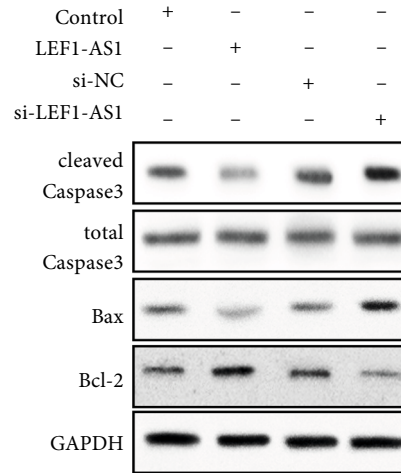 Control + – – –
LEF1-AS1 – + – –
si-NC – – + –
si-LEF1-AS1 – – – +
cleaved
Caspase3
total
Caspase3
Bax
Bcl-2
GAPDH